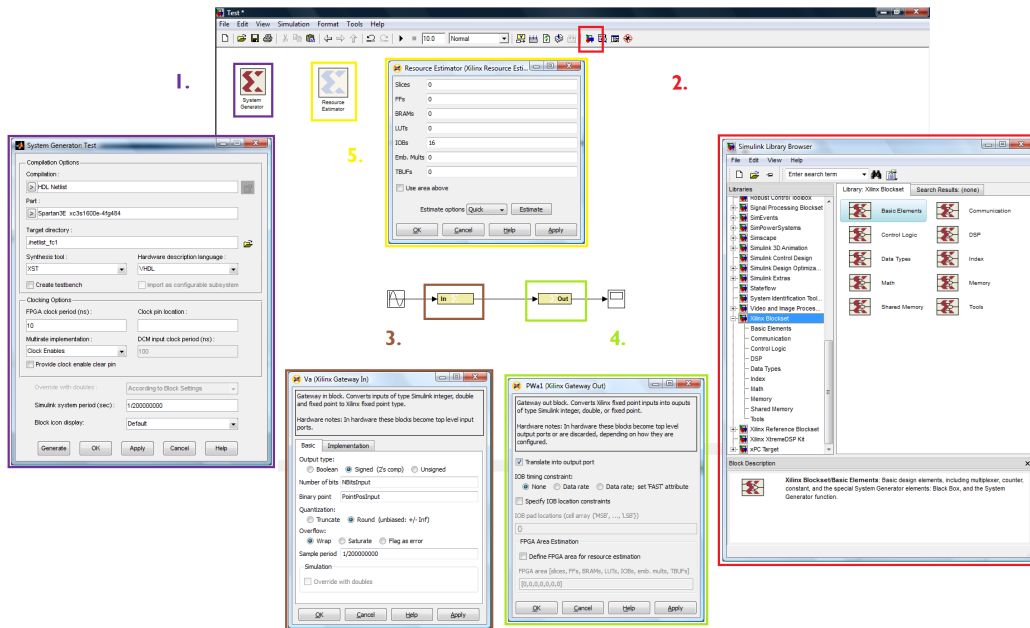 Test *
File Edit View Simulation Format Tools Help
10.0 Normal
1.
System
Generator
Resource
Estimator
5.
Resource Estimator (Xilinx Resource Esti...
Slices 0
FFs 0
BRAMs 0
LUTs 0
IOBs 16
Emb. Mults 0
TBUFs 0
Use area above
Estimate options Quick Estimate
OK Cancel Help Apply
2.
System Generator: Test
Compilation Options
Compilation :
> HDL Netlist
Part :
> Spartan3E xc3s1600e-4fg484
Target directory :
./netlist_fc1
Synthesis tool : Hardware description language :
XST VHDL
Create testbench Import as configurable subsystem
Clocking Options
FPGA clock period (ns) : Clock pin location :
10
Multirate implementation : DCM input clock period (ns) :
Clock Enables 100
Provide clock enable clear pin
Override with doubles : According to Block Settings
Simulink system period (sec) : 1/200000000
Block icon display: Default
Generate OK Apply Cancel Help
In
Out
3.
4.
Va (Xilinx Gateway In)
Gateway in block. Converts inputs of type Simulink integer, double
and fixed point to Xilinx fixed point type.
Hardware notes: In hardware these blocks become top level input
ports.
Basic Implementation
Output type:
Boolean Signed (2's comp) Unsigned
Number of bits NBitsInput
Binary point PointPosInput
Quantization:
Truncate Round (unbiased: +/- Inf)
Overflow:
Wrap Saturate Flag as error
Sample period 1/200000000
Simulation
Override with doubles
OK Cancel Help Apply
PWa1 (Xilinx Gateway Out)
Gateway out block. Converts Xilinx fixed point inputs into ouputs
of type Simulink integer, double, or fixed point.
Hardware notes: In hardware these blocks become top level
output ports or are discarded, depending on how they are
configured.
Translate into output port
IOB timing constraint:
None Data rate Data rate; set 'FAST' attribute
Specify IOB location constraints
IOB pad locations (cell array {'MSB', ..., 'LSB'})
{}
FPGA Area Estimation
Define FPGA area for resource estimation
FPGA area [slices, FFs, BRAMs, LUTs, IOBs, emb. mults, TBUFs]
[0,0,0,0,0,0,0]
OK Cancel Help Apply
Simulink Library Browser
File Edit View Help
Enter search term
Libraries
Robust Control Toolbox
Signal Processing Blockset
SimEvents
SimPowerSystems
Simscape
Simulink 3D Animation
Simulink Control Design
Simulink Design Optimiza...
Simulink Extras
Stateflow
System Identification Tool...
Video and Image Proces...
Xilinx Blockset
Basic Elements
Communication
Control Logic
DSP
Data Types
Index
Math
Memory
Shared Memory
Tools
Xilinx Reference Blockset
Xilinx XtremeDSP Kit
xPC Target
Library: Xilinx Blockset Search Results: (none)
Basic Elements Communication
Control Logic DSP
Data Types Index
Math Memory
Shared Memory Tools
Block Description
Xilinx Blockset/Basic Elements: Basic design elements, including multiplexer, counter,
constant, and the special System Generator elements: Black Box, and the System
Generator function.